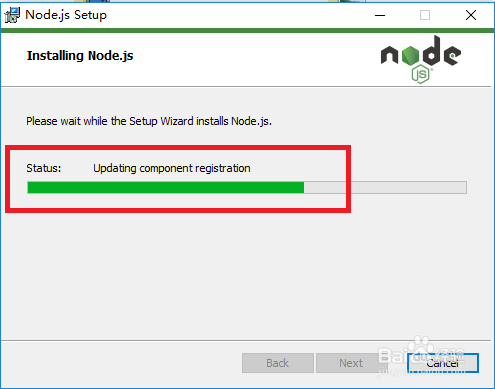 Node.js Setup
Installing Node.js
node
JS
Please wait while the Setup Wizard installs Node.js.
Status: Updating component registration
Back Next Cancel